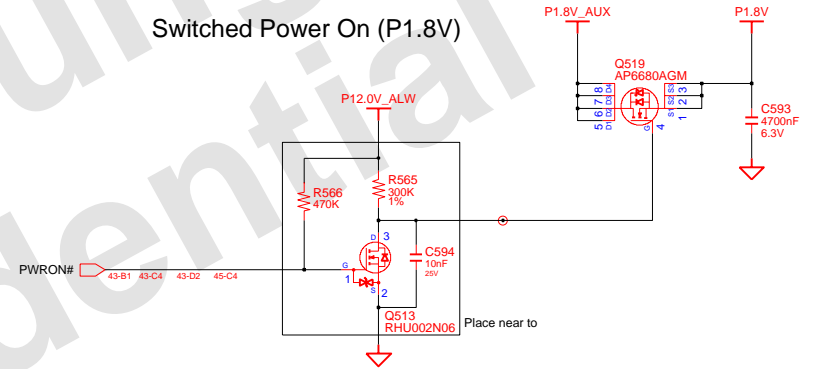 Switched Power On (P1.8V)
P1.8V_AUX
P1.8V
Q519
AP6680AGM
8 D4
7 D3
6 D2
5 D1
S3 3
S2 2
S1 1
G 4
C593
4700nF
6.3V
P12.0V_ALW
R566
470K
R565
300K
1%
D 3
G
1
S
2
C594
10nF
25V
PWRON#
43-B1 43-C4 43-D2 45-C4
Q513
RHU002N06
Place near to
dential